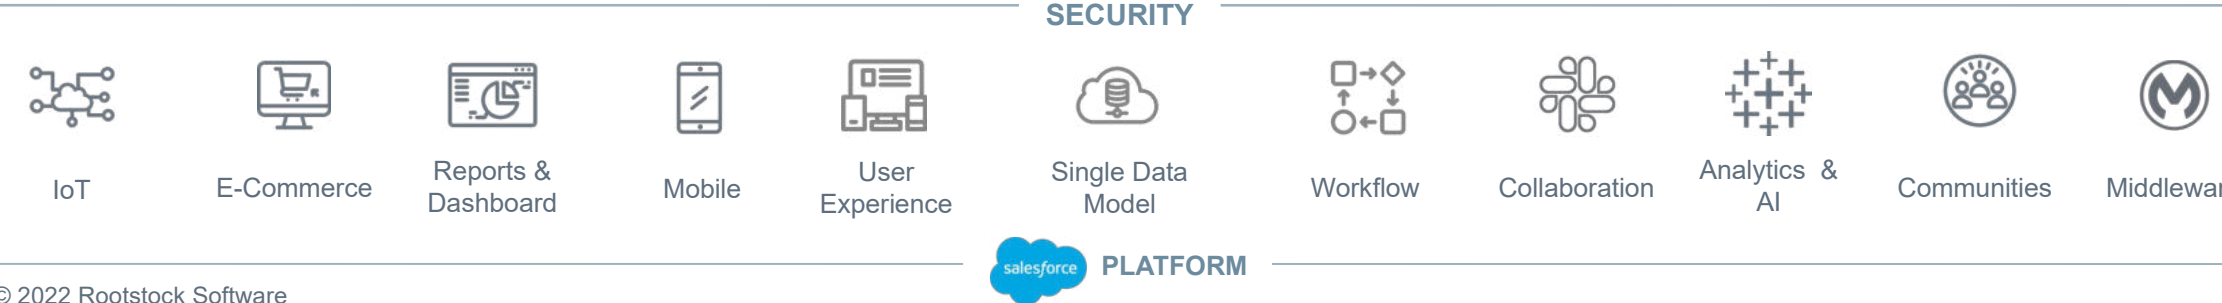 SECURITY
IoT
E-Commerce
Reports &
Dashboard
Mobile
User
Experience
Single Data
Model
Workflow
Collaboration
Analytics &
AI
Communities
Middlewar
salesforce PLATFORM
© 2022 Rootstock Software